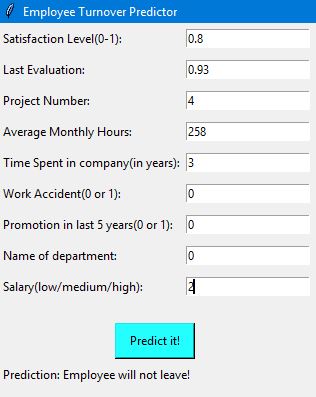 Employee Turnover Predictor
Satisfaction Level(0-1): 0.8
Last Evaluation: 0.93
Project Number: 4
Average Monthly Hours: 258
Time Spent in company(in years): 3
Work Accident(0 or 1): 0
Promotion in last 5 years(0 or 1): 0
Name of department: 0
Salary(low/medium/high): 2
Predict it!
Prediction: Employee will not leave!